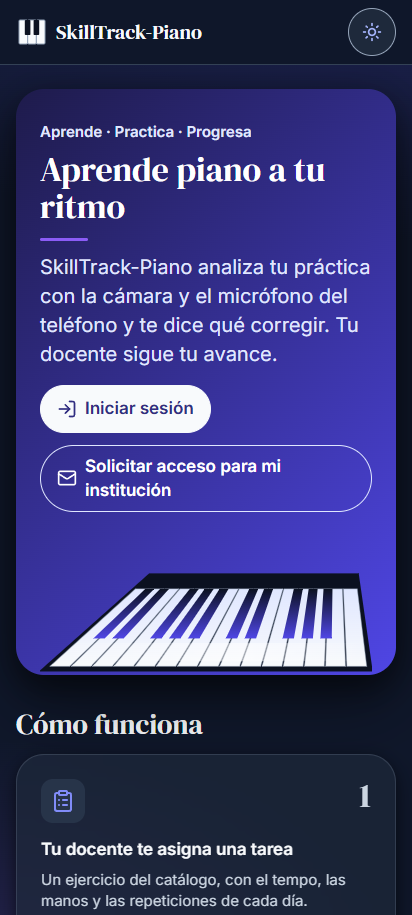 SkillTrack-Piano
Aprende · Practica · Progresa
Aprende piano a tu
ritmo
SkillTrack-Piano analiza tu práctica
con la cámara y el micrófono del
teléfono y te dice qué corregir. Tu
docente sigue tu avance.
Iniciar sesión
Solicitar acceso para mi
institución
Cómo funciona
1
Tu docente te asigna una tarea
Un ejercicio del catálogo, con el tempo, las
manos y las repeticiones de cada día.